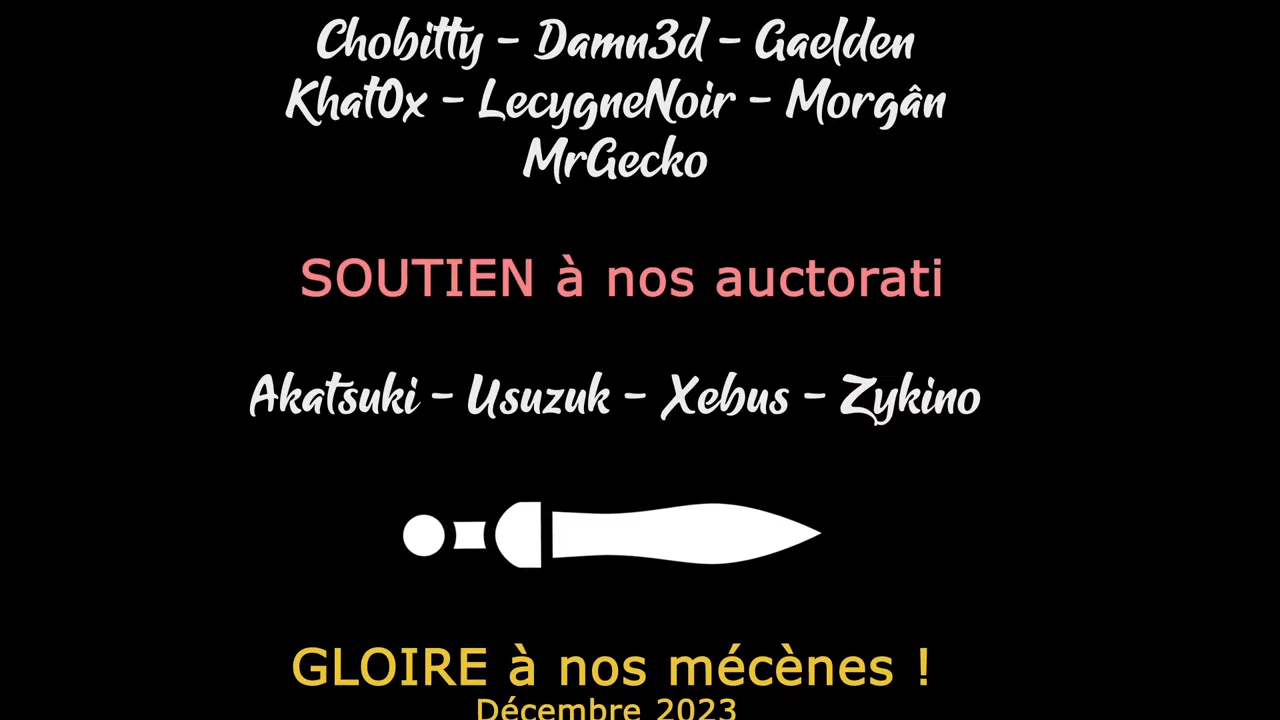 Chobitty - Damn3d - Gaelden
Khat0x - LecygneNoir - Morgân
MrGecko
SOUTIEN à nos auctorati
Akatsuki - Usuzuk - Xebus - Zykino
GLOIRE à nos mécènes !
Décembre 2023